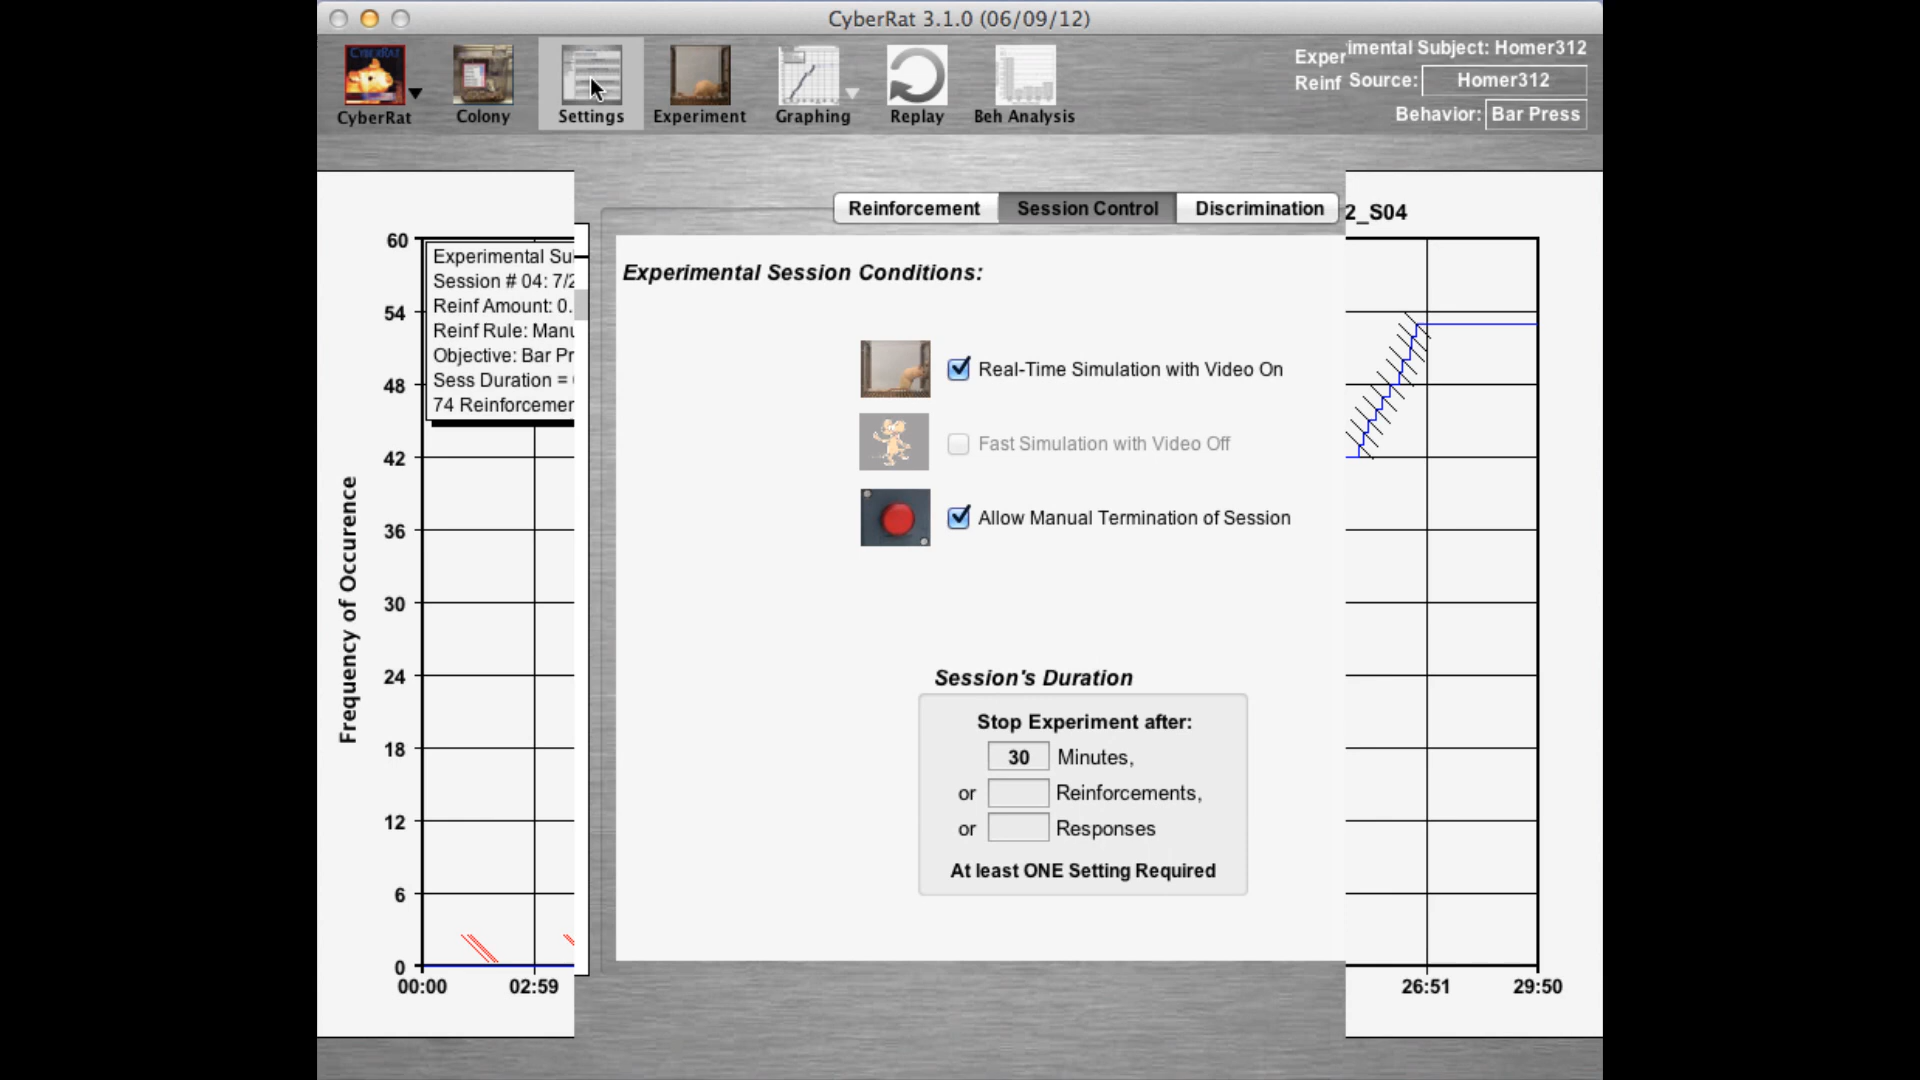 CyberRat 3.1.0 (06/09/12)
CYBERRAT
CyberRat
Colony
Settings
Experiment
Graphing
Replay
Beh Analysis
Exper
imental Subject: Homer312
Reinf
Source: Homer312
Behavior: Bar Press
Reinforcement
Session Control
Discrimination
2_S04
Experimental Session Conditions:
Real-Time Simulation with Video On
Fast Simulation with Video Off
Allow Manual Termination of Session
Session's Duration
Stop Experiment after:
30 Minutes,
or Reinforcements,
or Responses
At least ONE Setting Required
Experimental Su
Session # 04: 7/2
Reinf Amount: 0.
Reinf Rule: Manu
Objective: Bar Pr
Sess Duration =
74 Reinforcemer
Frequency of Occurence
60
54
48
42
36
30
24
18
12
6
0
00:00
02:59
26:51
29:50